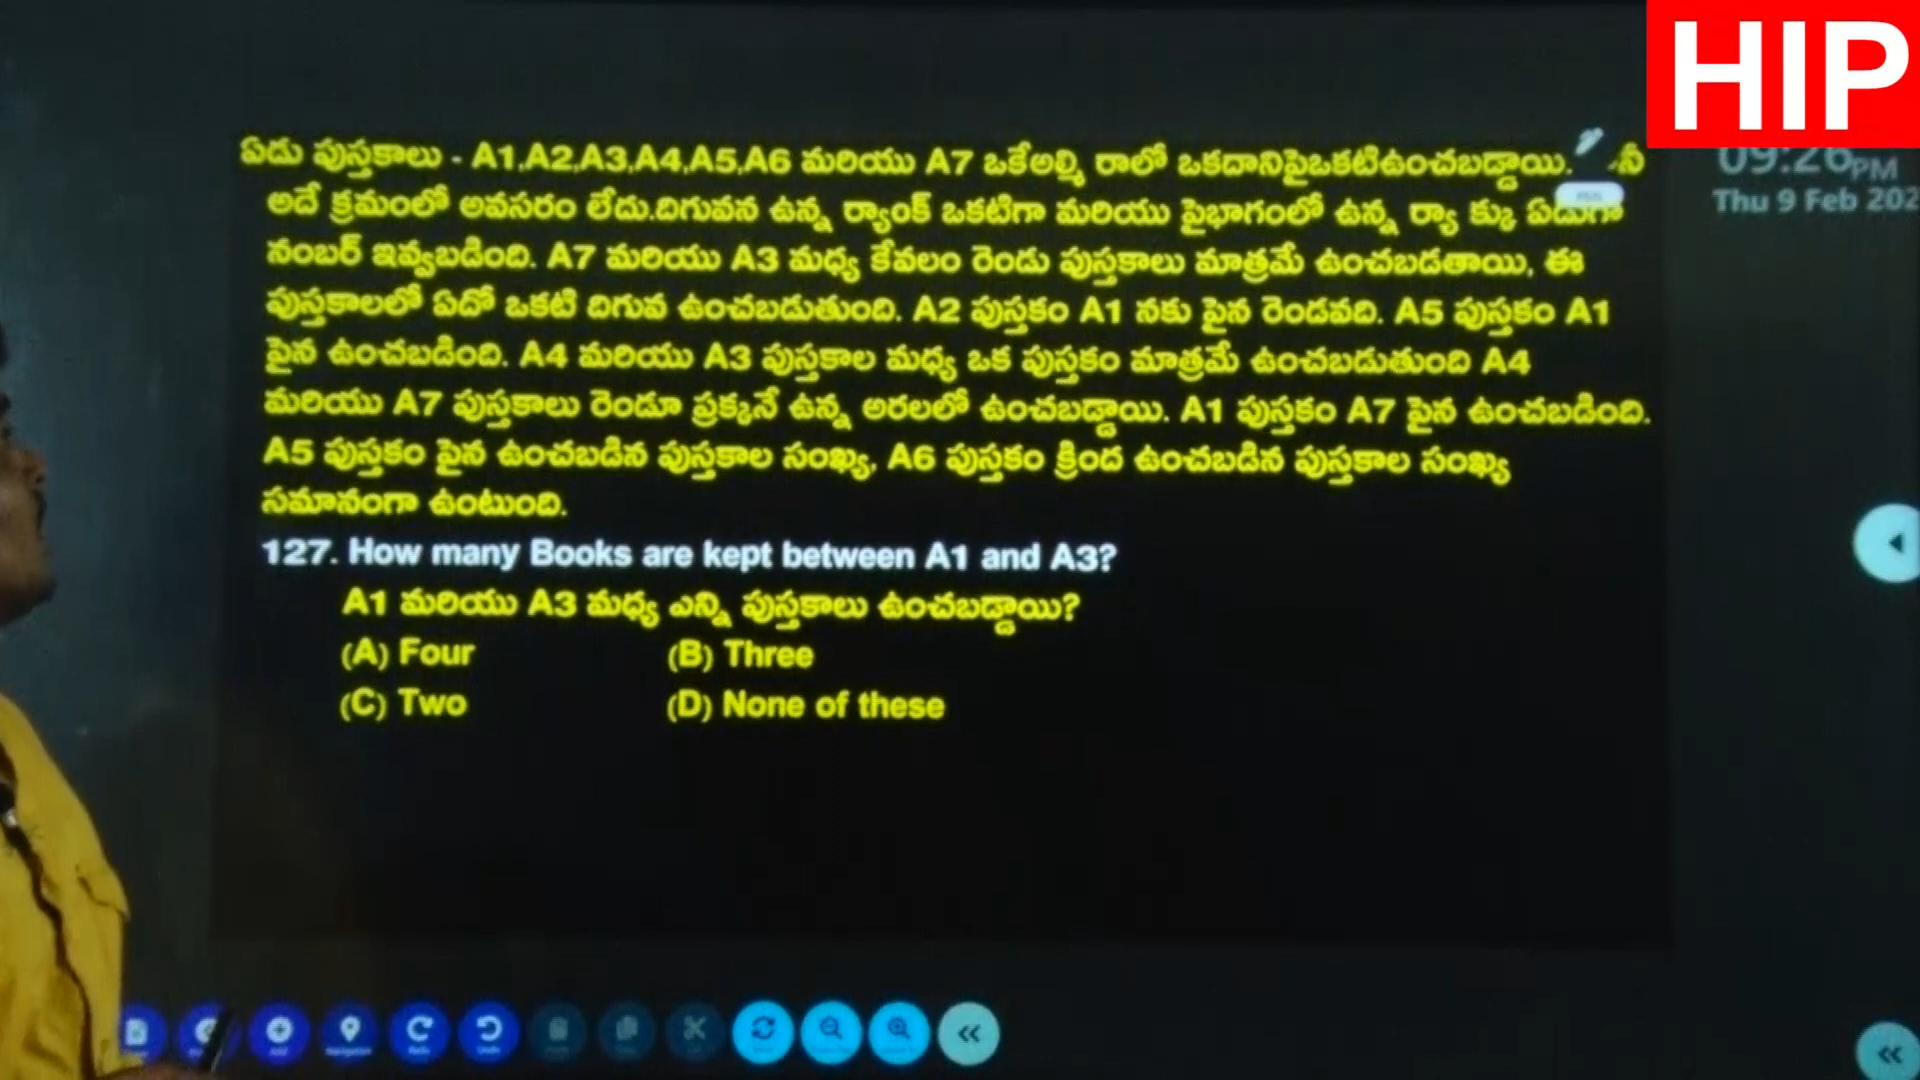 HIP
09:26PM
Thu 9 Feb 202
ఏడు పుస్తకాలు - A1,A2,A3,A4,A5,A6 మరియు A7 ఒకేఅల్మి రాలో ఒకదానిపైఒకటిఉంచబడ్డాయి.
అదే క్రమంలో అవసరం లేదు.దిగువన ఉన్న ర్యాంక్ ఒకటిగా మరియు పైభాగంలో ఉన్న ర్యా క్కు ఏడుగా
నంబర్ ఇవ్వబడింది. A7 మరియు A3 మధ్య కేవలం రెండు పుస్తకాలు మాత్రమే ఉంచబడతాయి, ఈ
పుస్తకాలలో ఏదో ఒకటి దిగువ ఉంచబడుతుంది. A2 పుస్తకం A1 నకు పైన రెండవది. A5 పుస్తకం A1
పైన ఉంచబడింది. A4 మరియు A3 పుస్తకాల మధ్య ఒక పుస్తకం మాత్రమే ఉంచబడుతుంది A4
మరియు A7 పుస్తకాలు రెండూ ప్రక్కనే ఉన్న అరలలో ఉంచబడ్డాయి. A1 పుస్తకం A7 పైన ఉంచబడింది.
A5 పుస్తకం పైన ఉంచబడిన పుస్తకాల సంఖ్య, A6 పుస్తకం క్రింద ఉంచబడిన పుస్తకాల సంఖ్య
సమానంగా ఉంటుంది.
127. How many Books are kept between A1 and A3?
A1 మరియు A3 మధ్య ఎన్ని పుస్తకాలు ఉంచబడ్డాయి?
(A) Four (B) Three
(C) Two (D) None of these